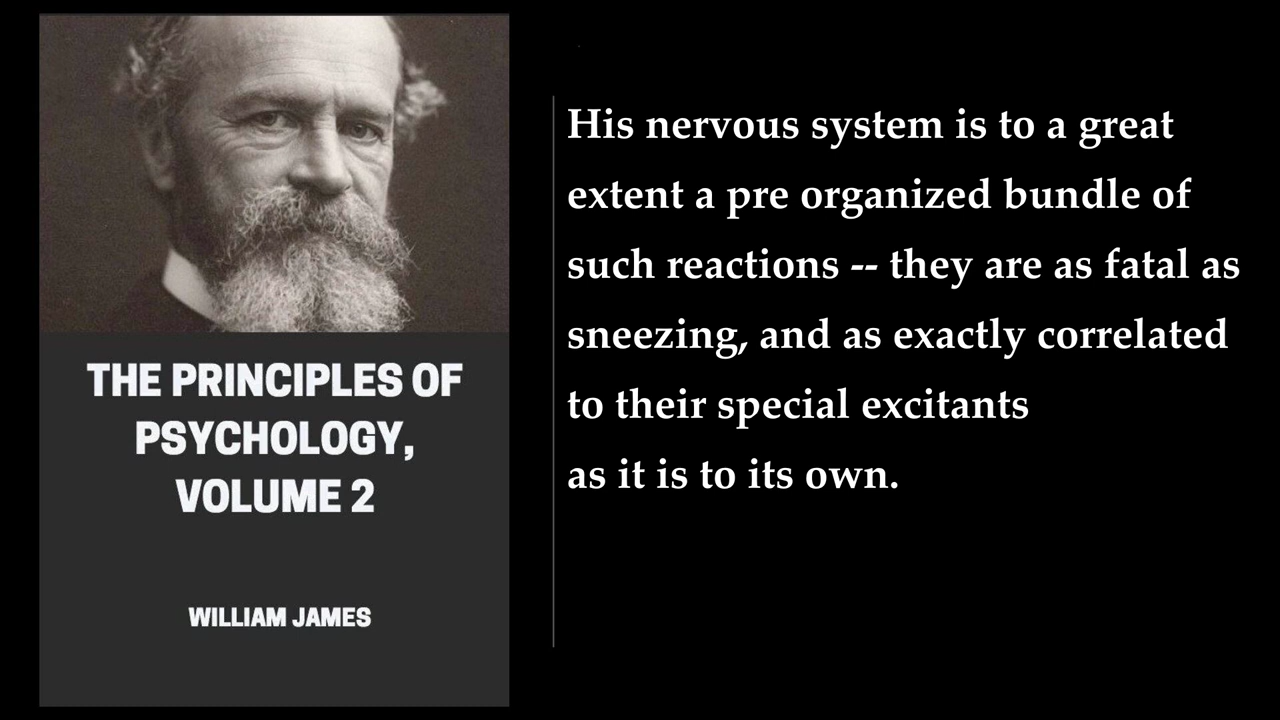 THE PRINCIPLES OF
PSYCHOLOGY,
VOLUME 2
WILLIAM JAMES
His nervous system is to a great
extent a pre organized bundle of
such reactions -- they are as fatal as
sneezing, and as exactly correlated
to their special excitants
as it is to its own.